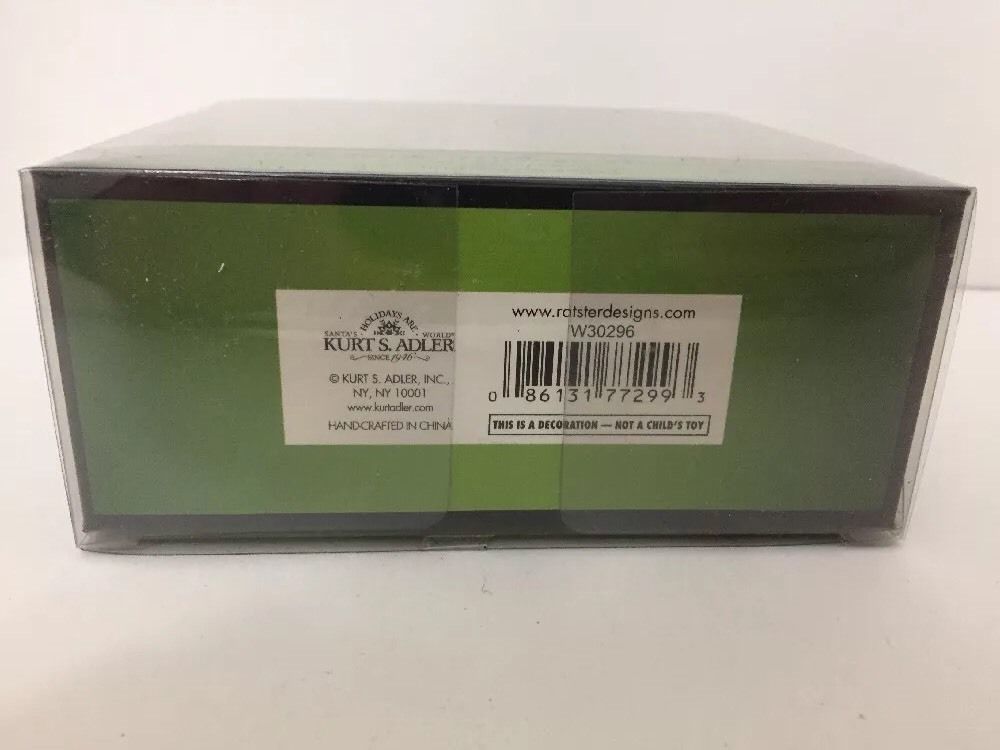 HOLIDAYS ARE
SANTA'S WORLD
KURT S. ADLER
SINCE 1946
© KURT S. ADLER, INC.,
NY, NY 10001
www.kurtadler.com
HANDCRAFTED IN CHINA
www.ratsterdesigns.com
W30296
0 86131 77299 3
THIS IS A DECORATION — NOT A CHILD'S TOY